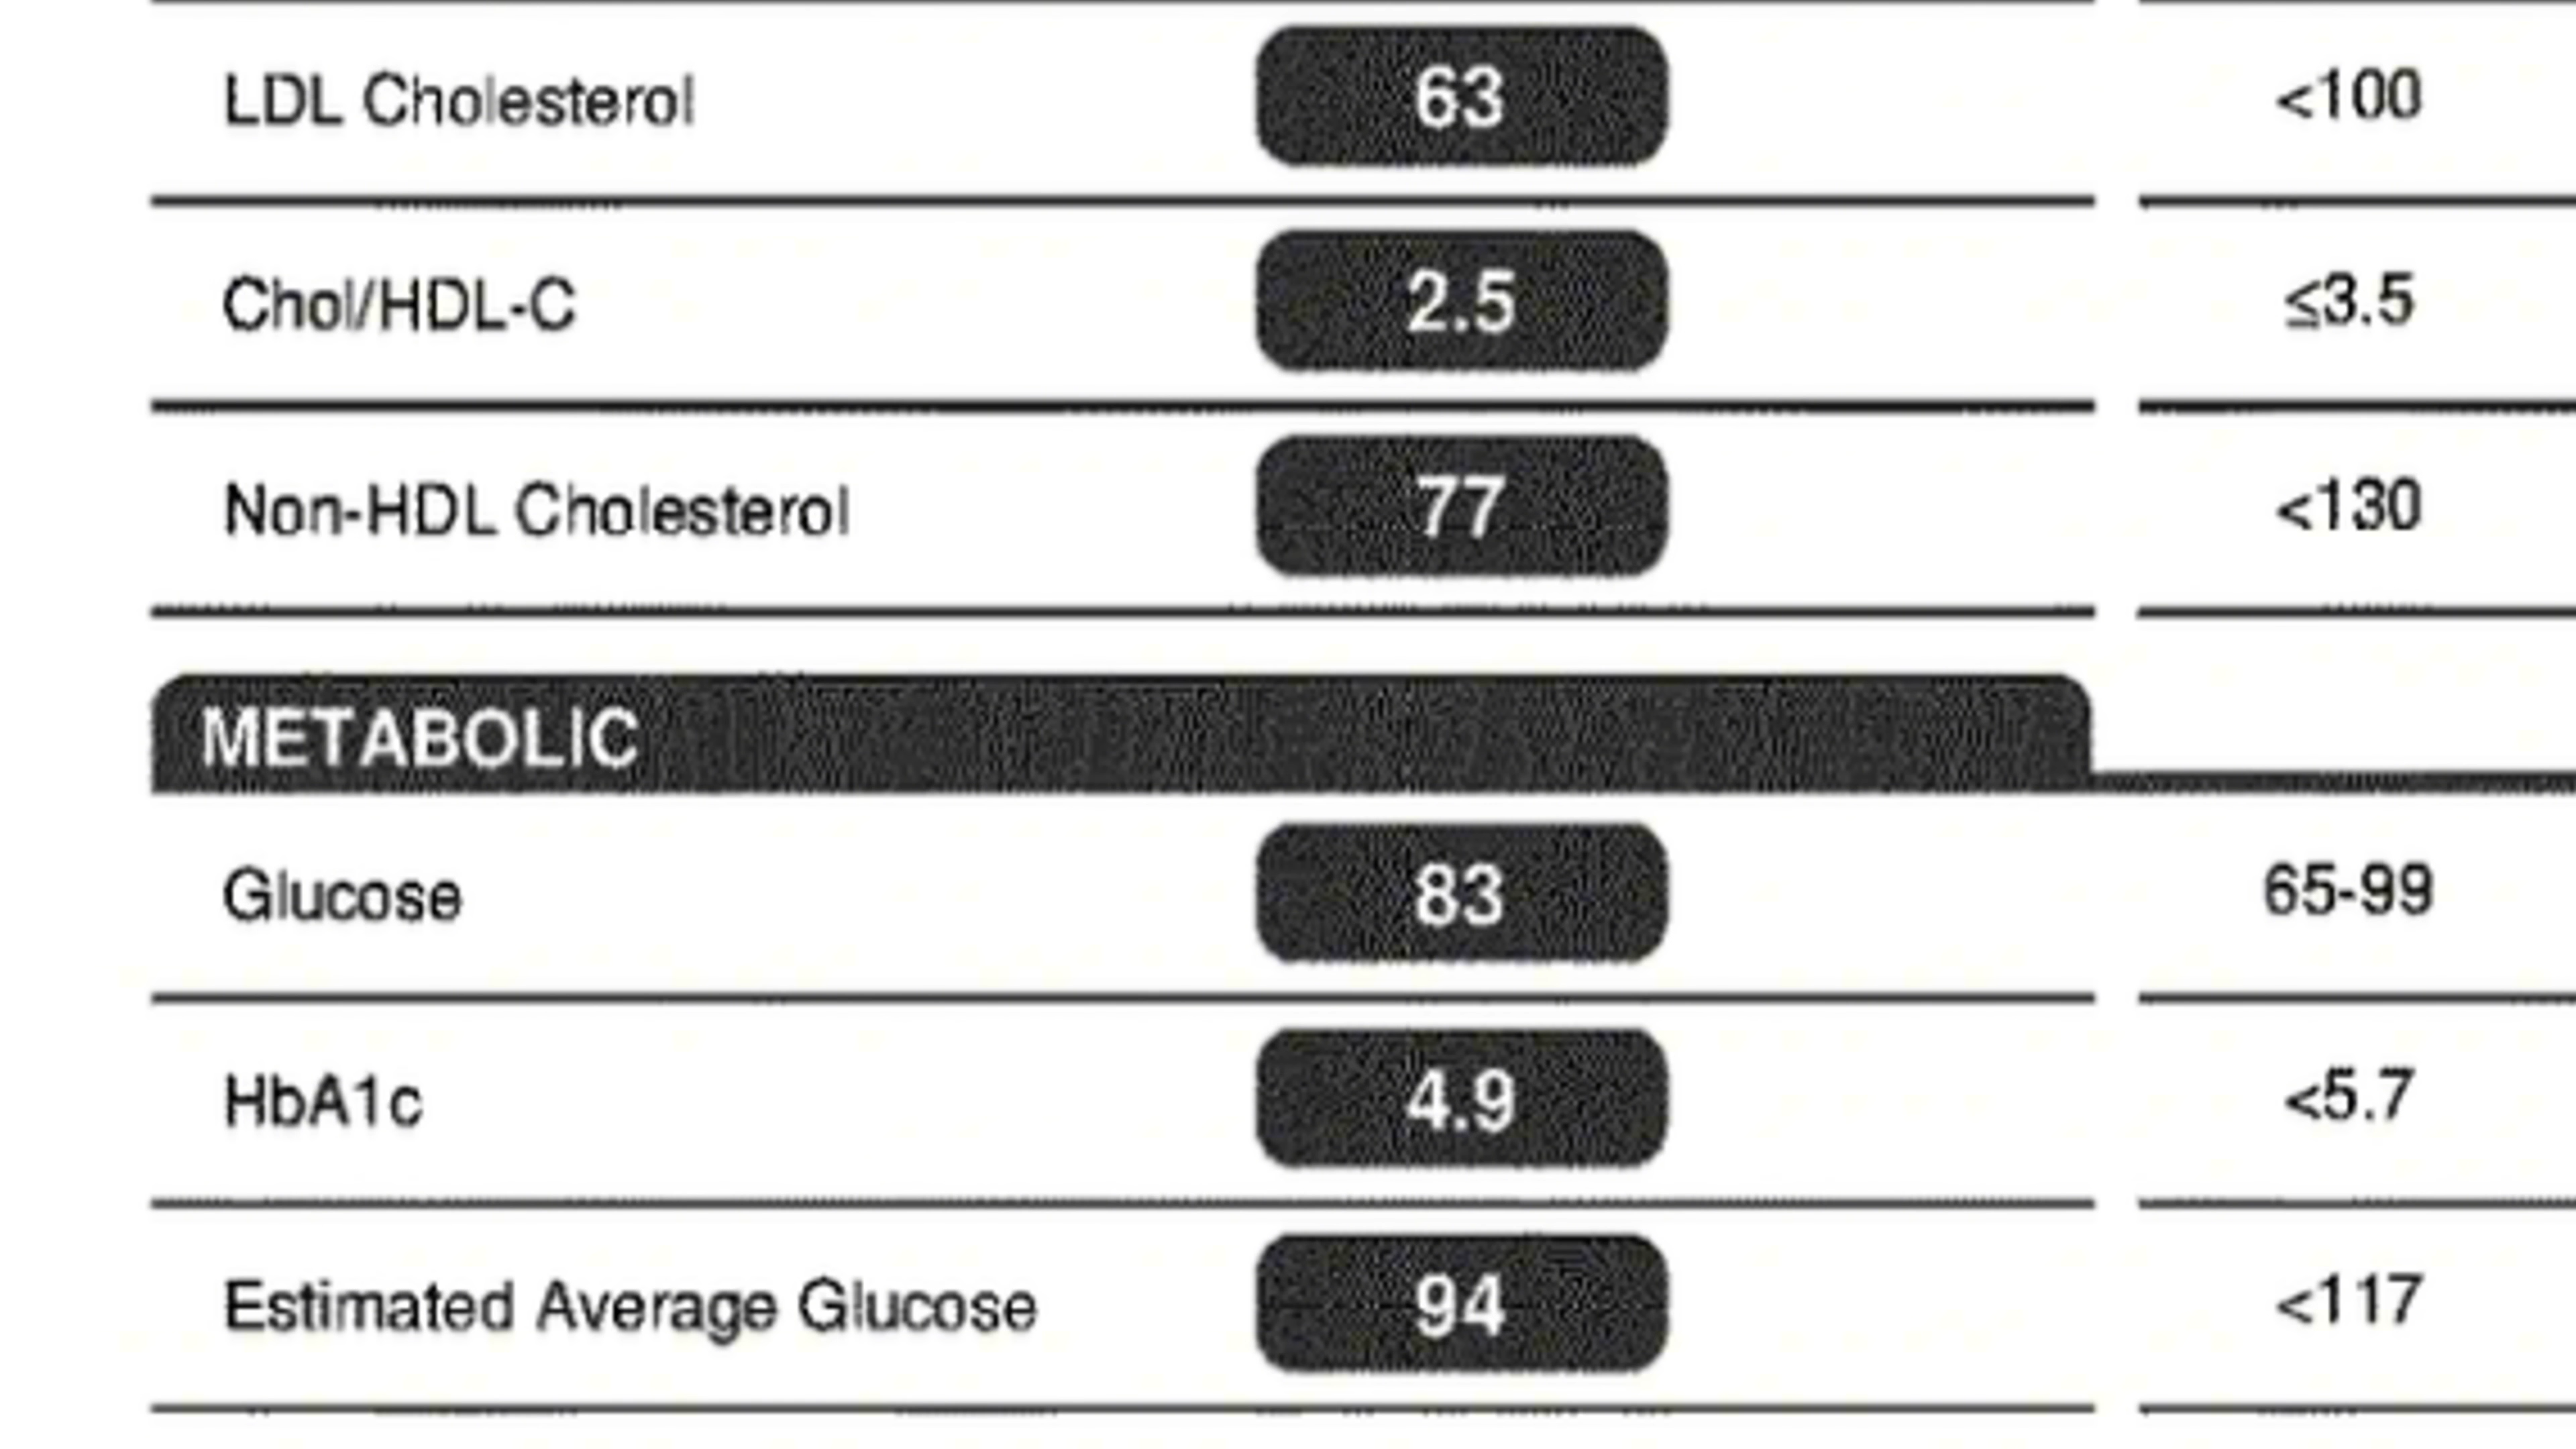 LDL Cholesterol 63 <100
Chol/HDL-C 2.5 ≤3.5
Non-HDL Cholesterol 77 <130
METABOLIC
Glucose 83 65-99
HbA1c 4.9 <5.7
Estimated Average Glucose 94 <117